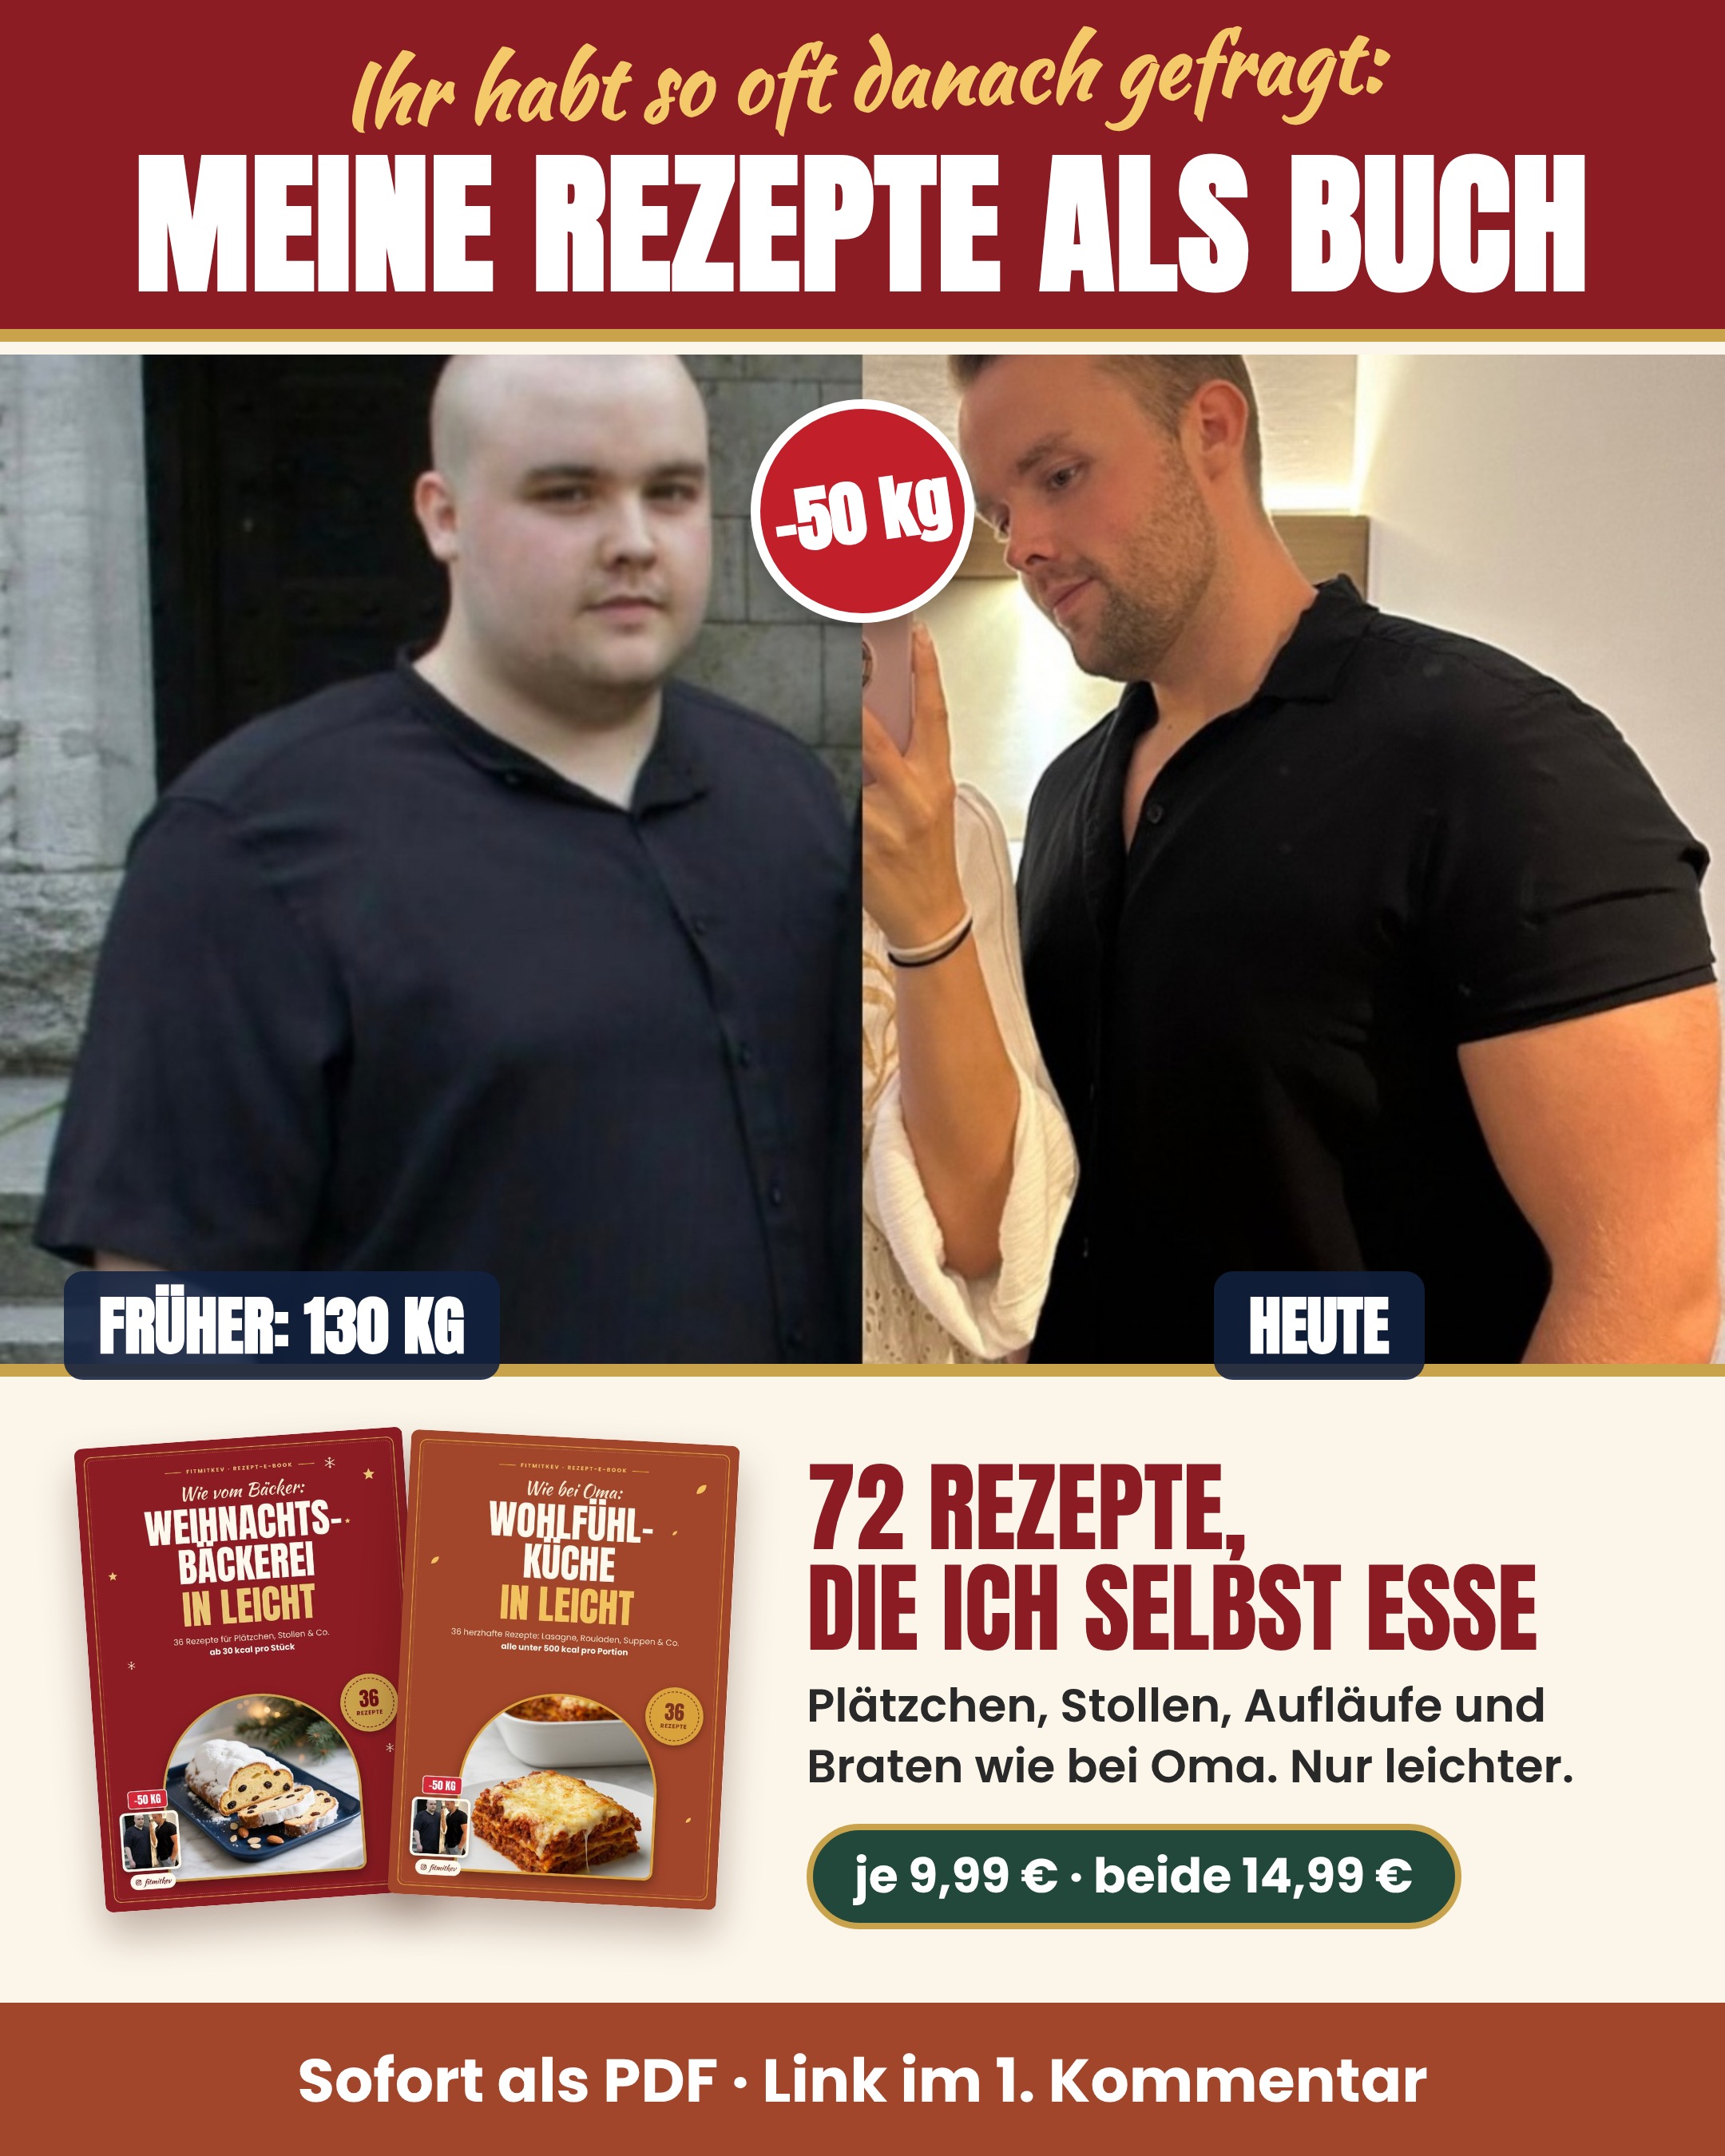 Ihr habt so oft danach gefragt:
MEINE REZEPTE ALS BUCH
-50 kg
FRÜHER: 130 KG
HEUTE
FITMITKEV · REZEPT-E-BOOK
Wie vom Bäcker:
WEIHNACHTS-
BÄCKEREI
IN LEICHT
36 Rezepte für Plätzchen, Stollen & Co.
ab 30 kcal pro Stück
36
REZEPTE
-50 KG
fitmitkev
FITMITKEV · REZEPT-E-BOOK
Wie bei Oma:
WOHLFÜHL-
KÜCHE
IN LEICHT
36 herzhafte Rezepte: Lasagne, Rouladen, Suppen & Co.
alle unter 500 kcal pro Portion
36
REZEPTE
-50 KG
fitmitkev
72 REZEPTE,
DIE ICH SELBST ESSE
Plätzchen, Stollen, Aufläufe und
Braten wie bei Oma. Nur leichter.
je 9,99 € · beide 14,99 €
Sofort als PDF · Link im 1. Kommentar